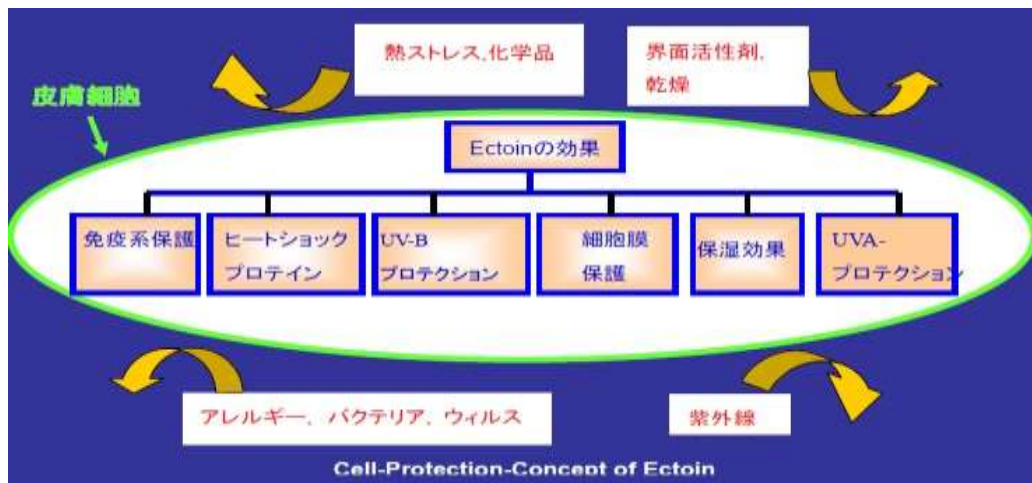 熱ストレス,化学品
界面活性剤,
乾燥
皮膚細胞
Ectoinの効果
免疫系保護
ヒートショック
プロテイン
UV-B
プロテクション
細胞膜
保護
保湿効果
UVA-
プロテクション
アレルギー、バクテリア、ウィルス
紫外線
Cell-Protection-Concept of Ectoin